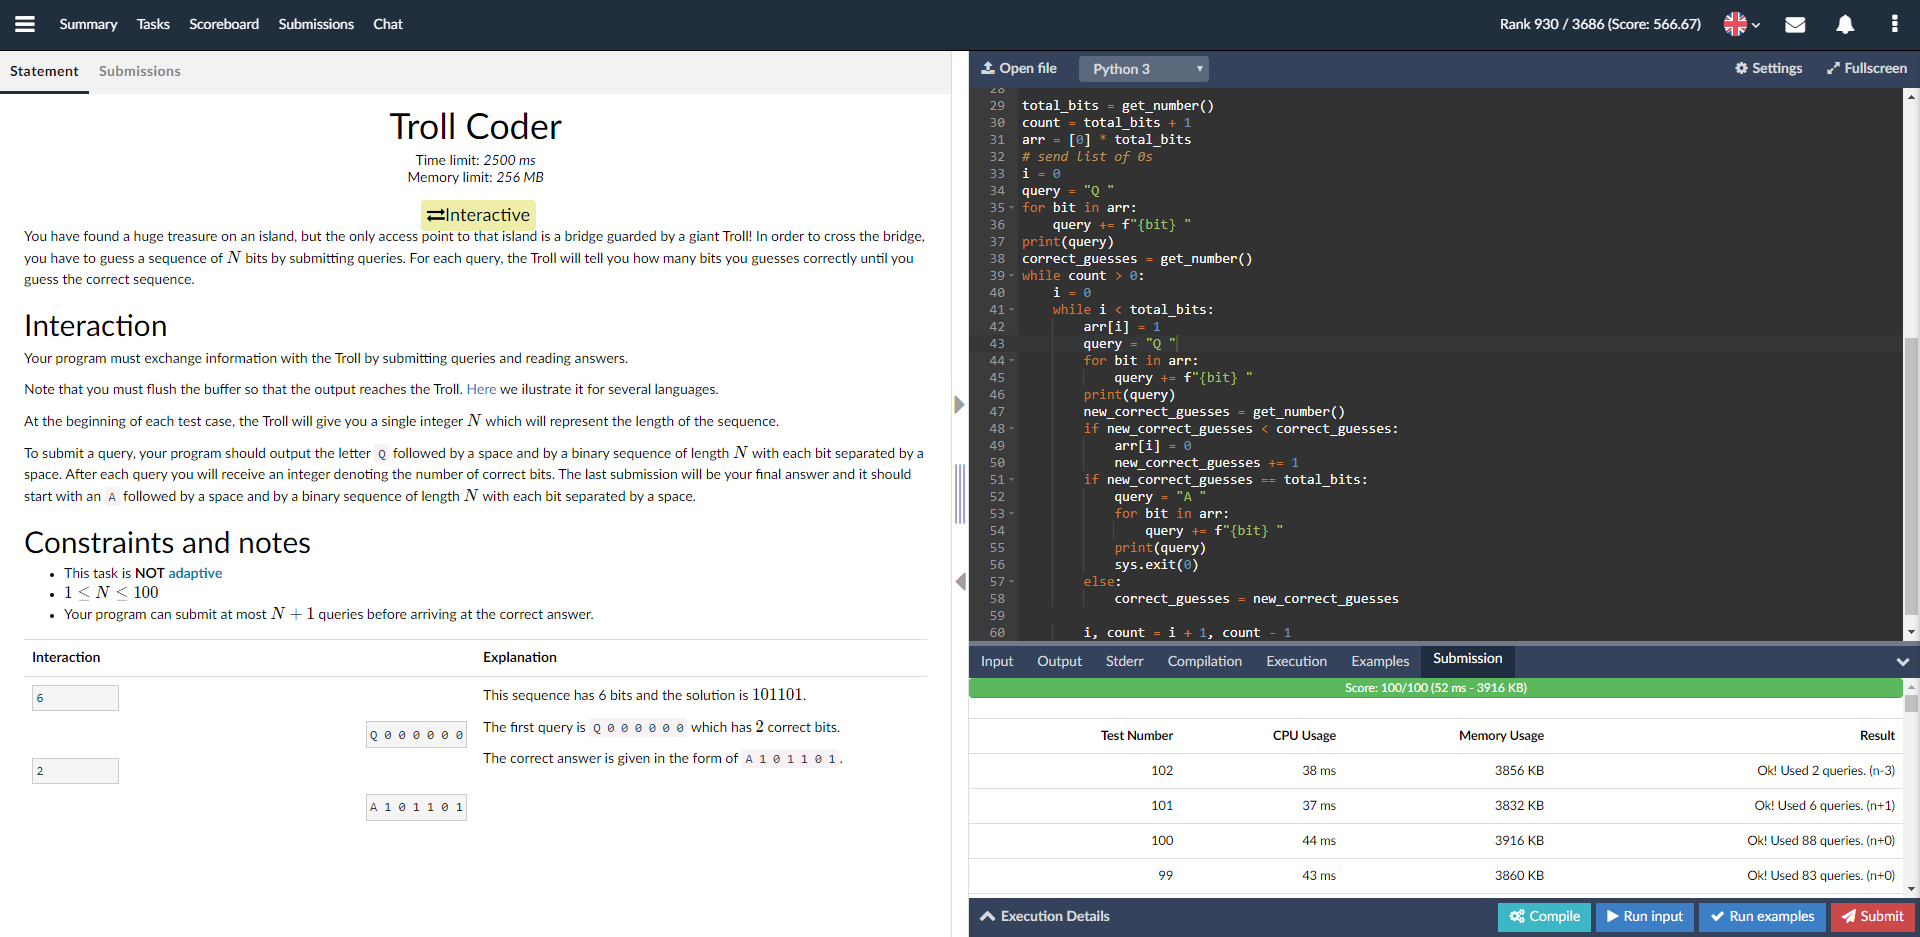 Summary Tasks Scoreboard Submissions Chat
Rank 930 / 3686 (Score: 566.67)
Statement Submissions
Troll Coder
Time limit: 2500 ms
Memory limit: 256 MB
⇄Interactive
You have found a huge treasure on an island, but the only access point to that island is a bridge guarded by a giant Troll! In order to cross the bridge,
you have to guess a sequence of N bits by submitting queries. For each query, the Troll will tell you how many bits you guesses correctly until you
guess the correct sequence.
Interaction
Your program must exchange information with the Troll by submitting queries and reading answers.
Note that you must flush the buffer so that the output reaches the Troll. Here we ilustrate it for several languages.
At the beginning of each test case, the Troll will give you a single integer N which will represent the length of the sequence.
To submit a query, your program should output the letter Q followed by a space and by a binary sequence of length N with each bit separated by a
space. After each query you will receive an integer denoting the number of correct bits. The last submission will be your final answer and it should
start with an A followed by a space and by a binary sequence of length N with each bit separated by a space.
Constraints and notes
• This task is NOT adaptive
• 1 ≤ N ≤ 100
• Your program can submit at most N + 1 queries before arriving at the correct answer.
Interaction Explanation
6
Q 0 0 0 0 0 0
2
A 1 0 1 1 0 1
This sequence has 6 bits and the solution is 101101.
The first query is Q 0 0 0 0 0 0 which has 2 correct bits.
The correct answer is given in the form of A 1 0 1 1 0 1.
Open file Python 3 Settings Fullscreen
28
29 total_bits = get_number()
30 count = total_bits + 1
31 arr = [0] * total_bits
32 # send list of 0s
33 i = 0
34 query = "Q "
35 for bit in arr:
36 query += f"{bit} "
37 print(query)
38 correct_guesses = get_number()
39 while count > 0:
40 i = 0
41 while i < total_bits:
42 arr[i] = 1
43 query = "Q "
44 for bit in arr:
45 query += f"{bit} "
46 print(query)
47 new_correct_guesses = get_number()
48 if new_correct_guesses < correct_guesses:
49 arr[i] = 0
50 new_correct_guesses += 1
51 if new_correct_guesses == total_bits:
52 query = "A "
53 for bit in arr:
54 query += f"{bit} "
55 print(query)
56 sys.exit(0)
57 else:
58 correct_guesses = new_correct_guesses
59
60 i, count = i + 1, count - 1
Input Output Stderr Compilation Execution Examples Submission
Score: 100/100 (52 ms - 3916 KB)
Test Number CPU Usage Memory Usage Result
102 38 ms 3856 KB Ok! Used 2 queries. (n-3)
101 37 ms 3832 KB Ok! Used 6 queries. (n+1)
100 44 ms 3916 KB Ok! Used 88 queries. (n+0)
99 43 ms 3860 KB Ok! Used 83 queries. (n+0)
Execution Details Compile Run input Run examples Submit